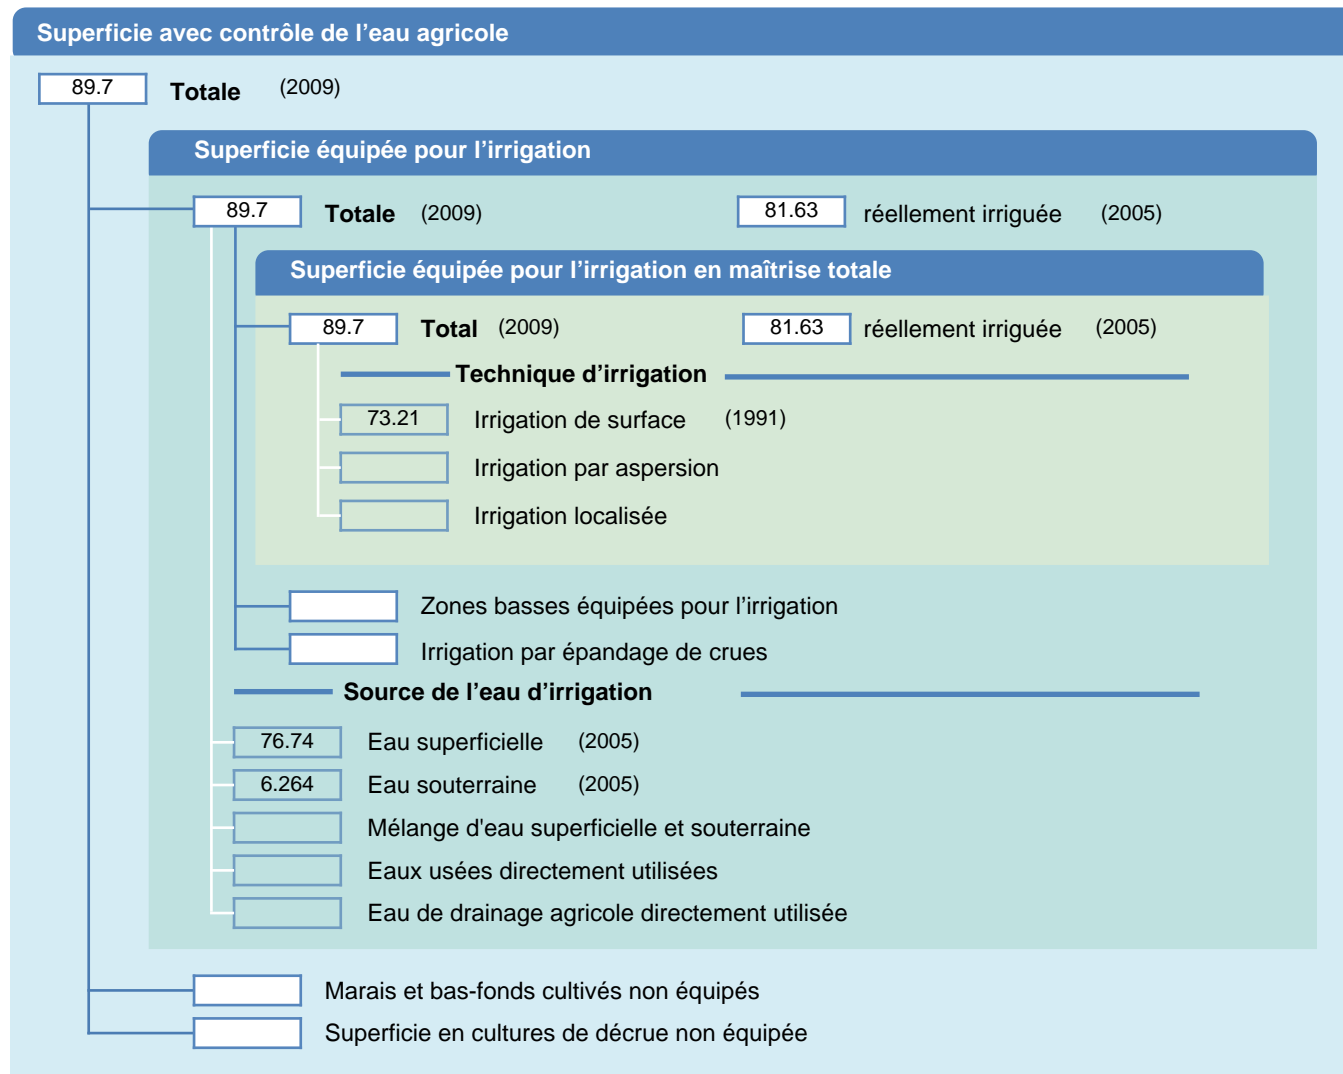 Superficie avec contrôle de l’eau agricole
89.7 Totale (2009)
Superficie équipée pour l’irrigation
89.7 Totale (2009) 81.63 réellement irriguée (2005)
Superficie équipée pour l’irrigation en maîtrise totale
89.7 Total (2009) 81.63 réellement irriguée (2005)
Technique d’irrigation
73.21 Irrigation de surface (1991)
Irrigation par aspersion
Irrigation localisée
Zones basses équipées pour l’irrigation
Irrigation par épandage de crues
Source de l’eau d’irrigation
76.74 Eau superficielle (2005)
6.264 Eau souterraine (2005)
Mélange d'eau superficielle et souterraine
Eaux usées directement utilisées
Eau de drainage agricole directement utilisée
Marais et bas-fonds cultivés non équipés
Superficie en cultures de décrue non équipée